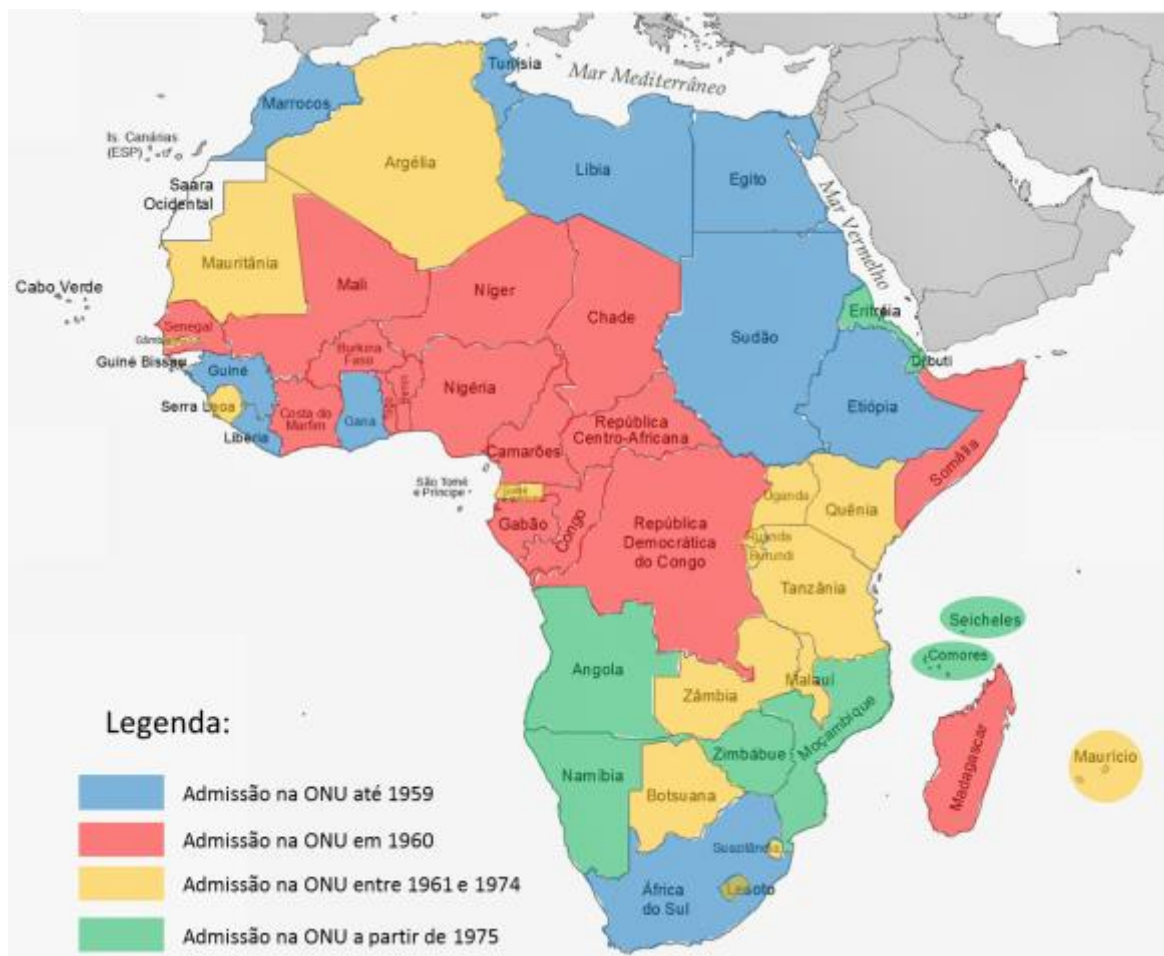 Tunísia
Mar Mediterrâneo
Marrocos
Is. Canárias
(ESP)
Argélia
Líbia
Egito
Saara
Ocidental
Mar Vermelho
Mauritânia
Cabo Verde
Mali
Níger
Chade
Sudão
Eritréia
Senegal
Gâmbia
Djibuti
Guiné Bissau
Guiné
Burkina
Faso
Benin
Nigéria
Etiópia
Serra Leoa
Costa do
Marfim
Gana
Togo
Libéria
República
Centro-Africana
Camarões
Somália
São Tomé
e Príncipe
Uganda
Quênia
Gabão
Congo
República
Democrática
do Congo
Ruanda
Burundi
Tanzânia
Seicheles
Comores
Angola
Malauí
Zâmbia
Moçambique
Legenda:
Zimbábue
Namíbia
Botsuana
Madagascar
Maurício
Admissão na ONU até 1959
Admissão na ONU em 1960
Suazilândia
Admissão na ONU entre 1961 e 1974
África
do Sul
Lesoto
Admissão na ONU a partir de 1975